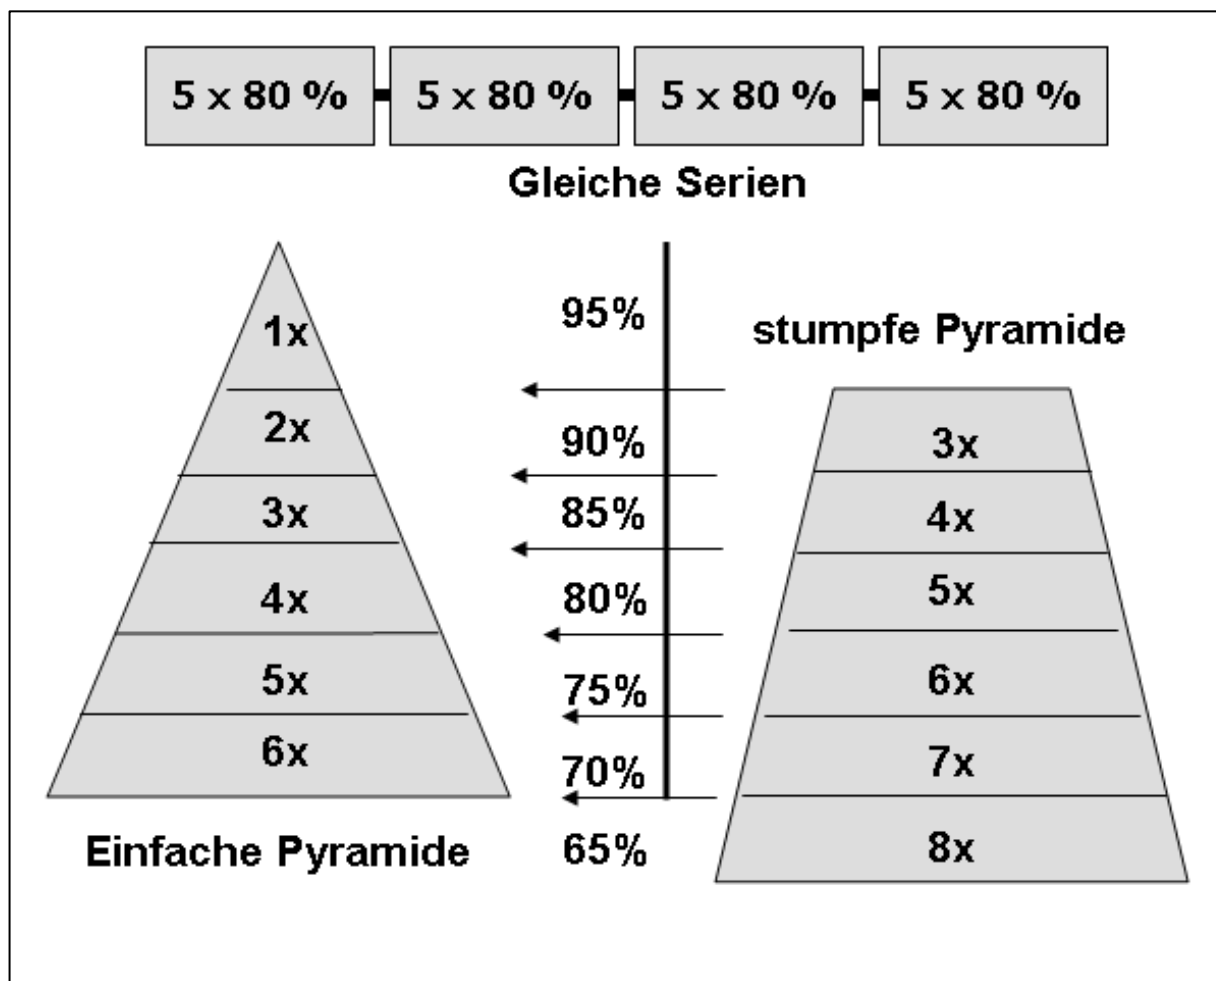 5 x 80 % 5 x 80 % 5 x 80 % 5 x 80 %
Gleiche Serien
1x
2x
3x
4x
5x
6x
Einfache Pyramide
95%
90%
85%
80%
75%
70%
65%
stumpfe Pyramide
3x
4x
5x
6x
7x
8x